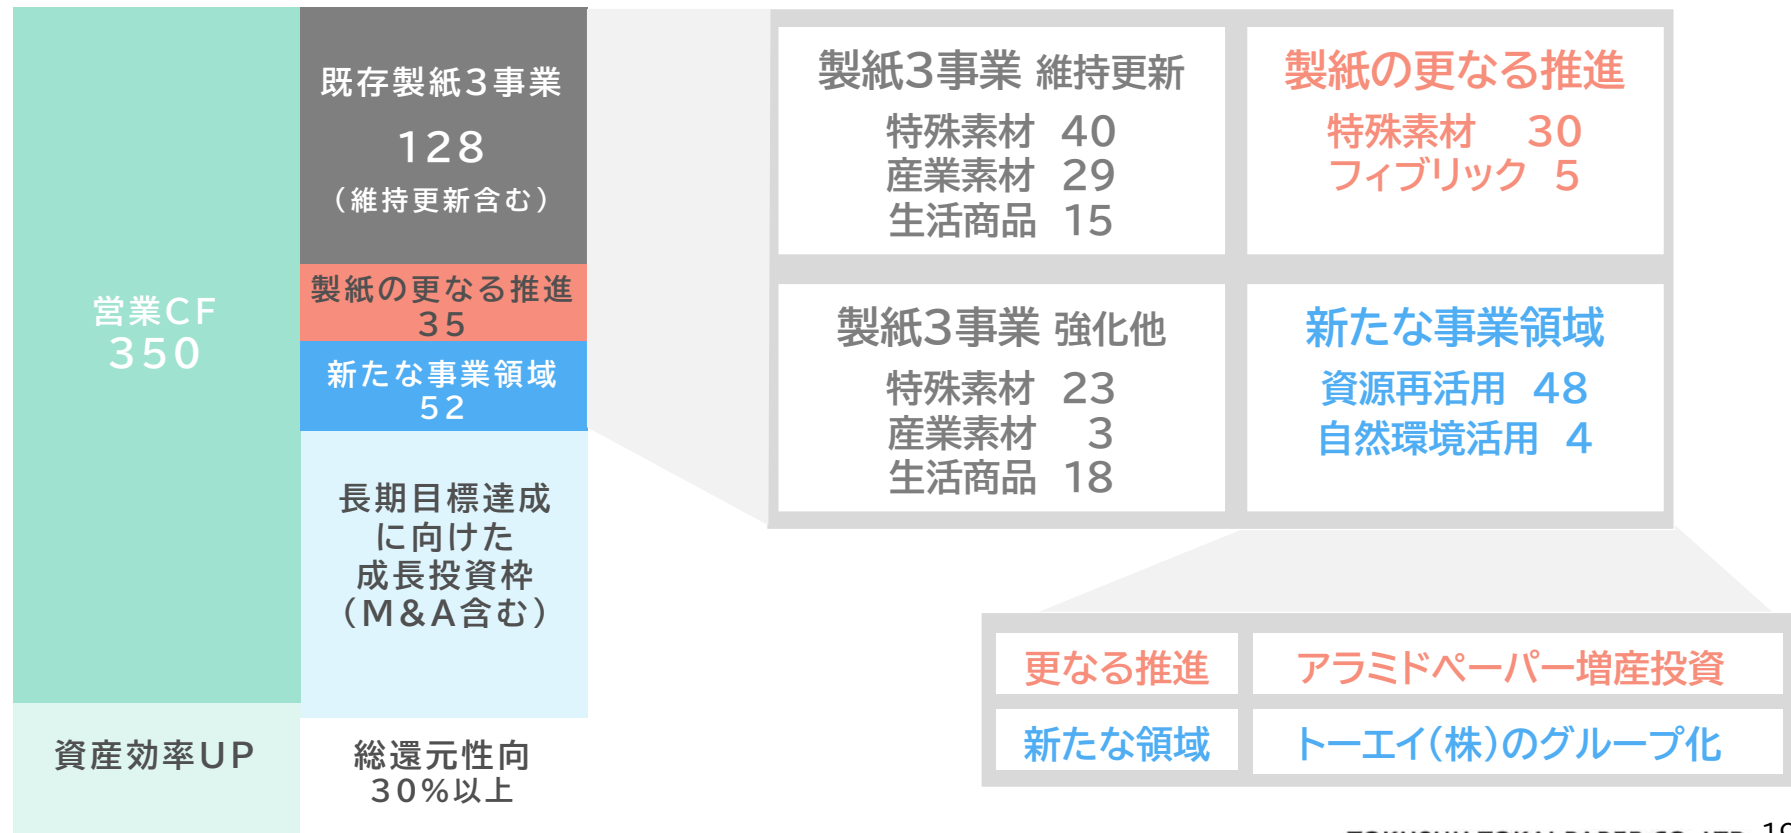 営業CF
350
資産効率UP
既存製紙3事業
128
（維持更新含む）
製紙の更なる推進
35
新たな事業領域
52
長期目標達成
に向けた
成長投資枠
（M&A含む）
総還元性向
30%以上
製紙3事業 維持更新
特殊素材 40
産業素材 29
生活商品 15
製紙の更なる推進
特殊素材 30
フィブリック 5
製紙3事業 強化他
特殊素材 23
産業素材 3
生活商品 18
新たな事業領域
資源再活用 48
自然環境活用 4
更なる推進 アラミドペーパー増産投資
新たな領域 トーエイ(株)のグループ化